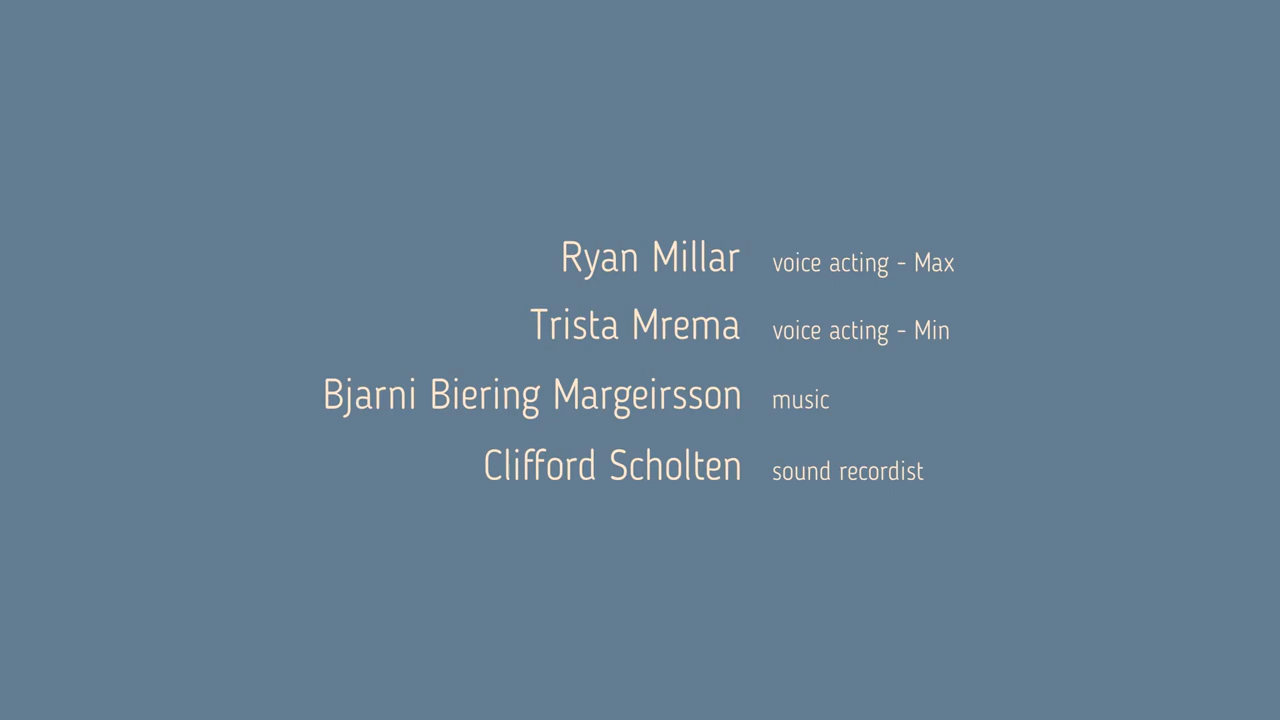 Ryan Millar voice acting - Max
Trista Mrema voice acting - Min
Bjarni Biering Margeirsson music
Clifford Scholten sound recordist